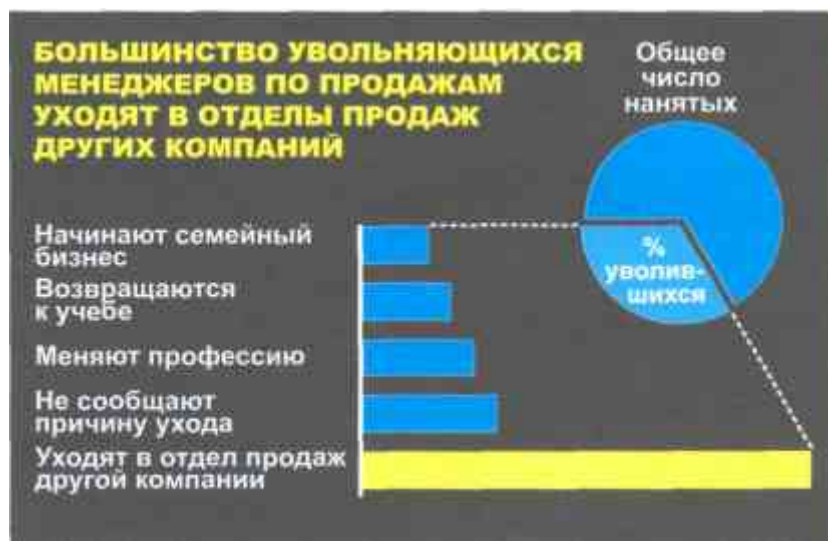 БОЛЬШИНСТВО УВОЛЬНЯЮЩИХСЯ
МЕНЕДЖЕРОВ ПО ПРОДАЖАМ
УХОДЯТ В ОТДЕЛЫ ПРОДАЖ
ДРУГИХ КОМПАНИЙ
Общее
число
нанятых
%
уволив-
шихся
Начинают семейный
бизнес
Возвращаются
к учебе
Меняют профессию
Не сообщают
причину ухода
Уходят в отдел продаж
другой компании